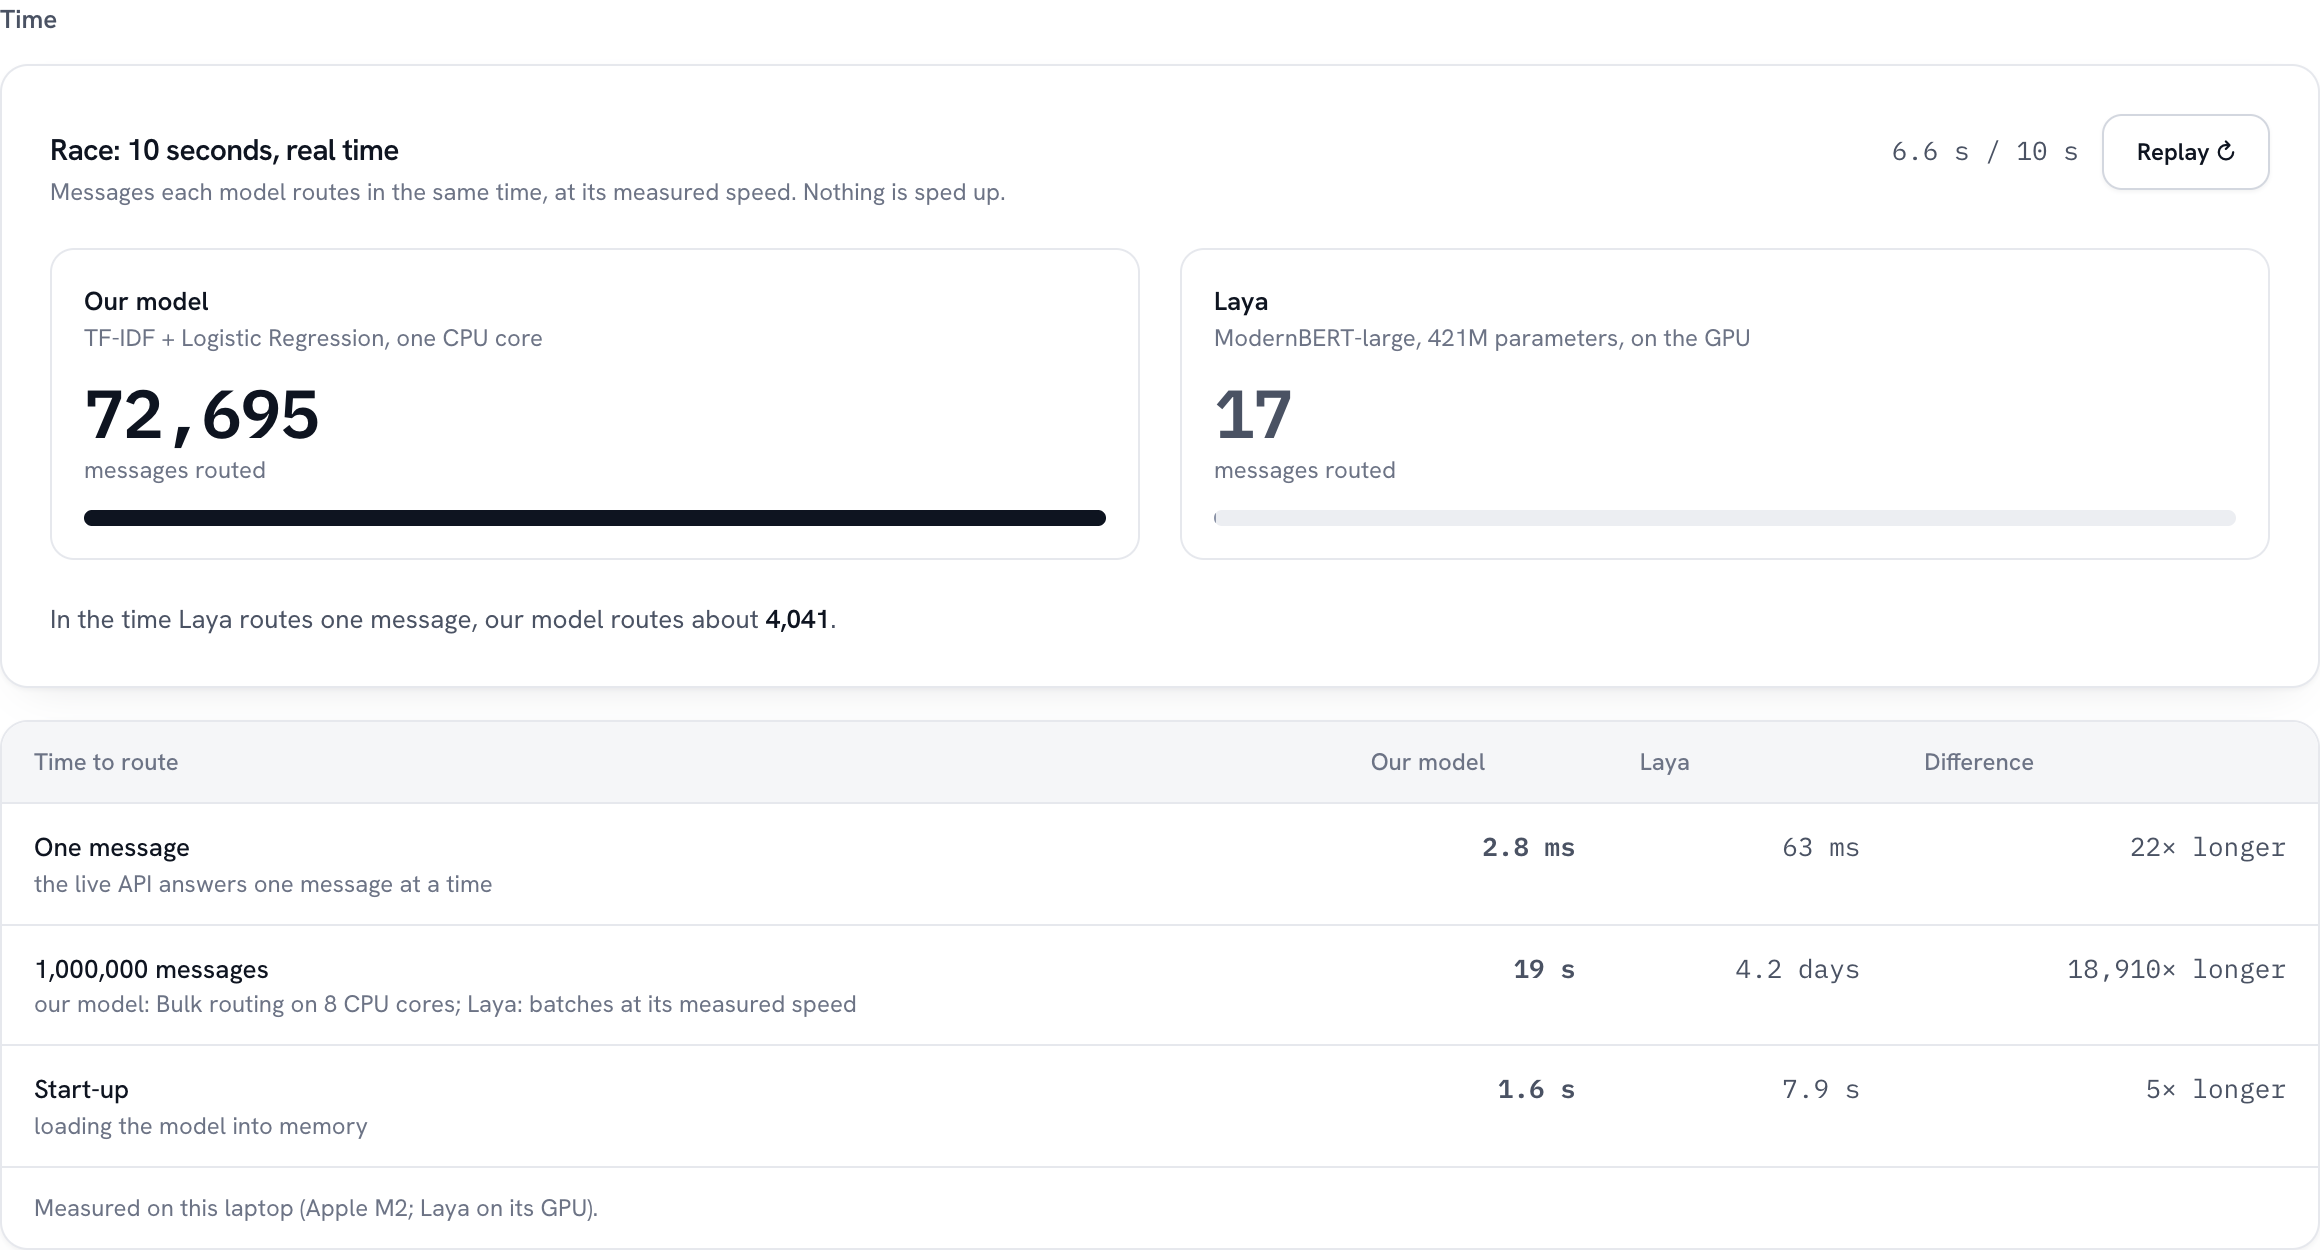 Time
Race: 10 seconds, real time
6.6 s / 10 s
Replay ↻
Messages each model routes in the same time, at its measured speed. Nothing is sped up.
Our model
TF-IDF + Logistic Regression, one CPU core
72,695
messages routed
Laya
ModernBERT-large, 421M parameters, on the GPU
17
messages routed
In the time Laya routes one message, our model routes about 4,041.
Time to route Our model Laya Difference
One message 2.8 ms 63 ms 22× longer
the live API answers one message at a time
1,000,000 messages 19 s 4.2 days 18,910× longer
our model: Bulk routing on 8 CPU cores; Laya: batches at its measured speed
Start-up 1.6 s 7.9 s 5× longer
loading the model into memory
Measured on this laptop (Apple M2; Laya on its GPU).